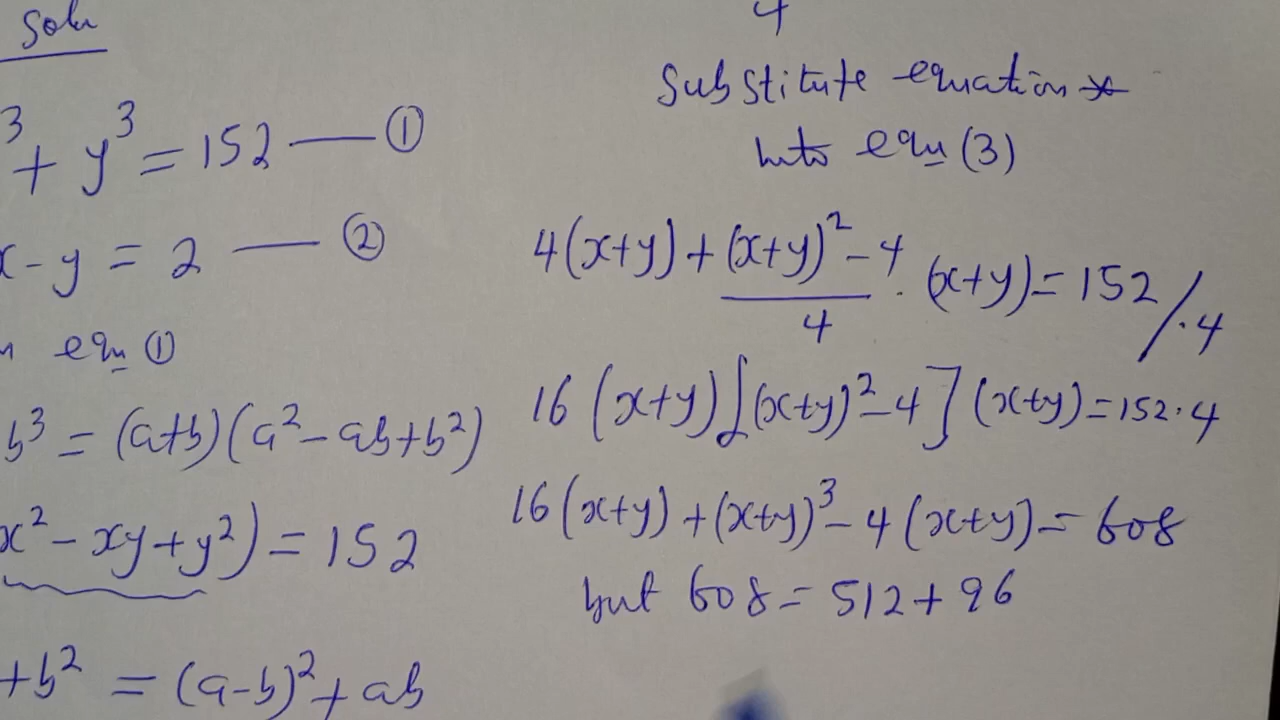 Soln
³ + y³ = 152 —— ①
x - y = 2 —— ②
eqn ①
b³ = (a+b)(a² - ab + b²)
x² - xy + y²) = 152
+ b² = (a-b)² + ab
4
Substitute equation *
into eqn (3)
4(x+y) + (x+y)² - 4 / 4 . (x+y) = 152 / .4
16 (x+y) [(x+y)² - 4] (x+y) = 152.4
16(x+y) + (x+y)³ - 4(x+y) = 608
but 608 = 512 + 96